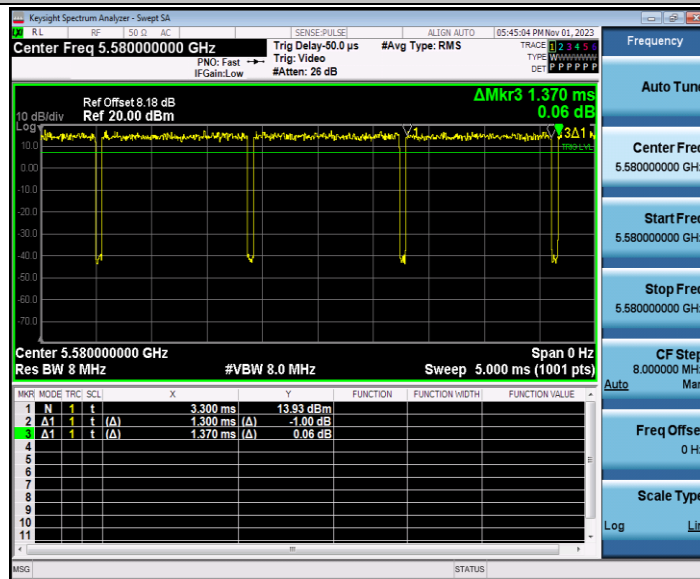 Keysight Spectrum Analyzer - Swept SA
RL RF 50 Ω AC SENSE:PULSE ALIGN AUTO 05:45:04 PM Nov 01, 2023
Center Freq 5.580000000 GHz
PNO: Fast
IFGain:Low
Trig Delay-50.0 µs
Trig: Video
#Atten: 26 dB
#Avg Type: RMS
TRACE 1 2 3 4 5 6
TYPE WWWWWW
DET P P P P P P
Ref Offset 8.18 dB
Ref 20.00 dBm
10 dB/div
Log
ΔMkr3 1.370 ms
0.06 dB
1
3Δ1
TRIG LVL
10.0
0.00
-10.0
-20.0
-30.0
-40.0
-50.0
-60.0
-70.0
Center 5.580000000 GHz Span 0 Hz
Res BW 8 MHz #VBW 8.0 MHz Sweep 5.000 ms (1001 pts)
MKR MODE TRC SCL X Y FUNCTION FUNCTION WIDTH FUNCTION VALUE
1 N 1 t 3.300 ms 13.93 dBm
2 Δ1 1 t (Δ) 1.300 ms (Δ) -1.00 dB
3 Δ1 1 t (Δ) 1.370 ms (Δ) 0.06 dB
4
5
6
7
8
9
10
11
MSG STATUS
Frequency
Auto Tune
Center Freq
5.580000000 GHz
Start Freq
5.580000000 GHz
Stop Freq
5.580000000 GHz
CF Step
8.000000 MHz
Auto Man
Freq Offset
0 Hz
Scale Type
Log Lin